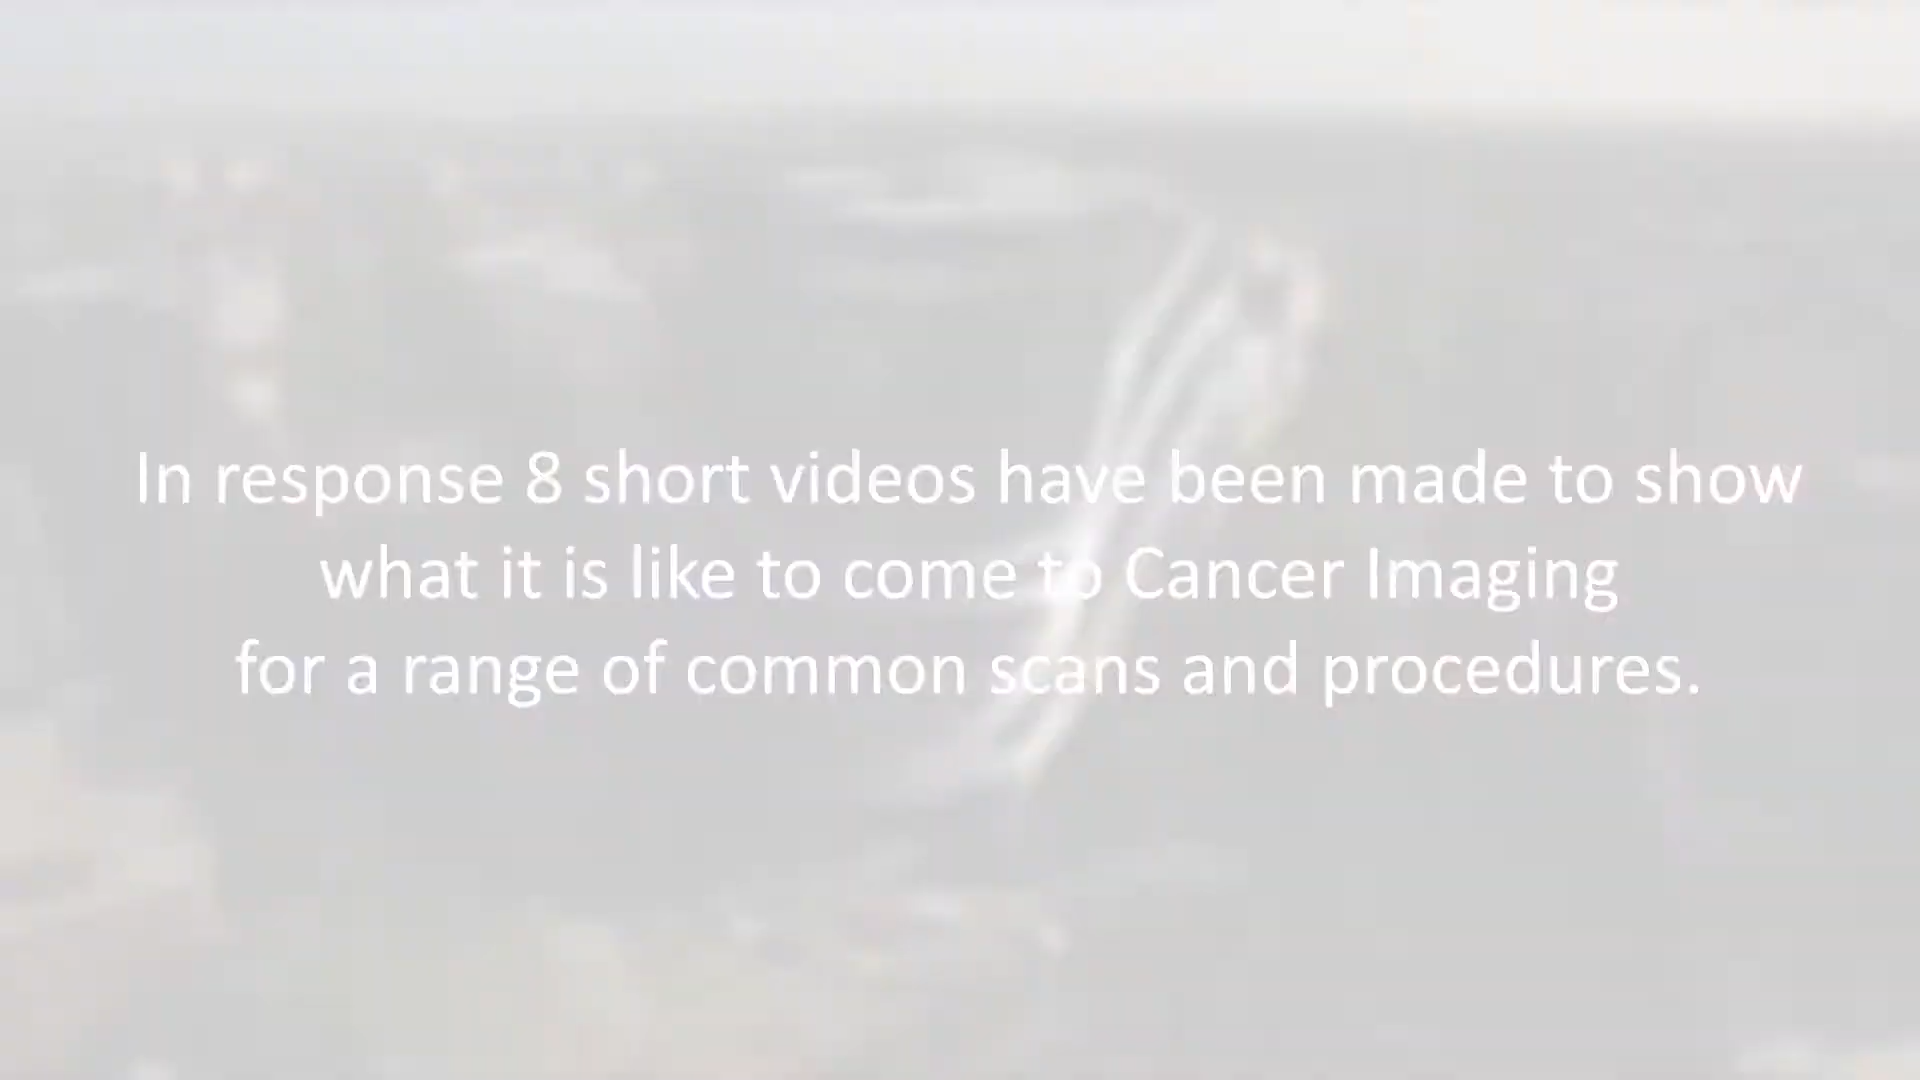 In response 8 short videos have been made to show
what it is like to come to Cancer Imaging
for a range of common scans and procedures.